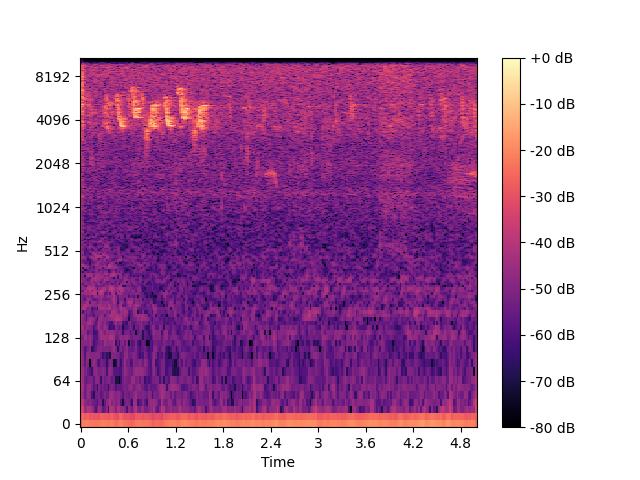 8192
4096
2048
1024
512
256
128
64
0
Hz
0 0.6 1.2 1.8 2.4 3 3.6 4.2 4.8
Time
+0 dB
-10 dB
-20 dB
-30 dB
-40 dB
-50 dB
-60 dB
-70 dB
-80 dB